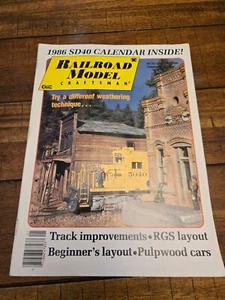 1986 SD40 CALENDAR INSIDE!
RAILROAD
MODEL
CRAFTSMAN
Try a different weathering
technique...
5040
Track improvements • RGS layout
Beginner's layout • Pulpwood cars